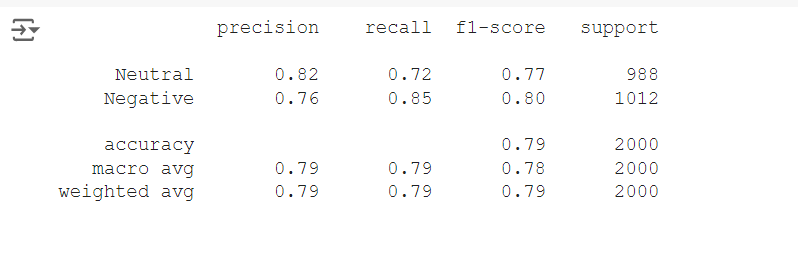 precision recall f1-score support
Neutral 0.82 0.72 0.77 988
Negative 0.76 0.85 0.80 1012
accuracy 0.79 2000
macro avg 0.79 0.79 0.78 2000
weighted avg 0.79 0.79 0.79 2000